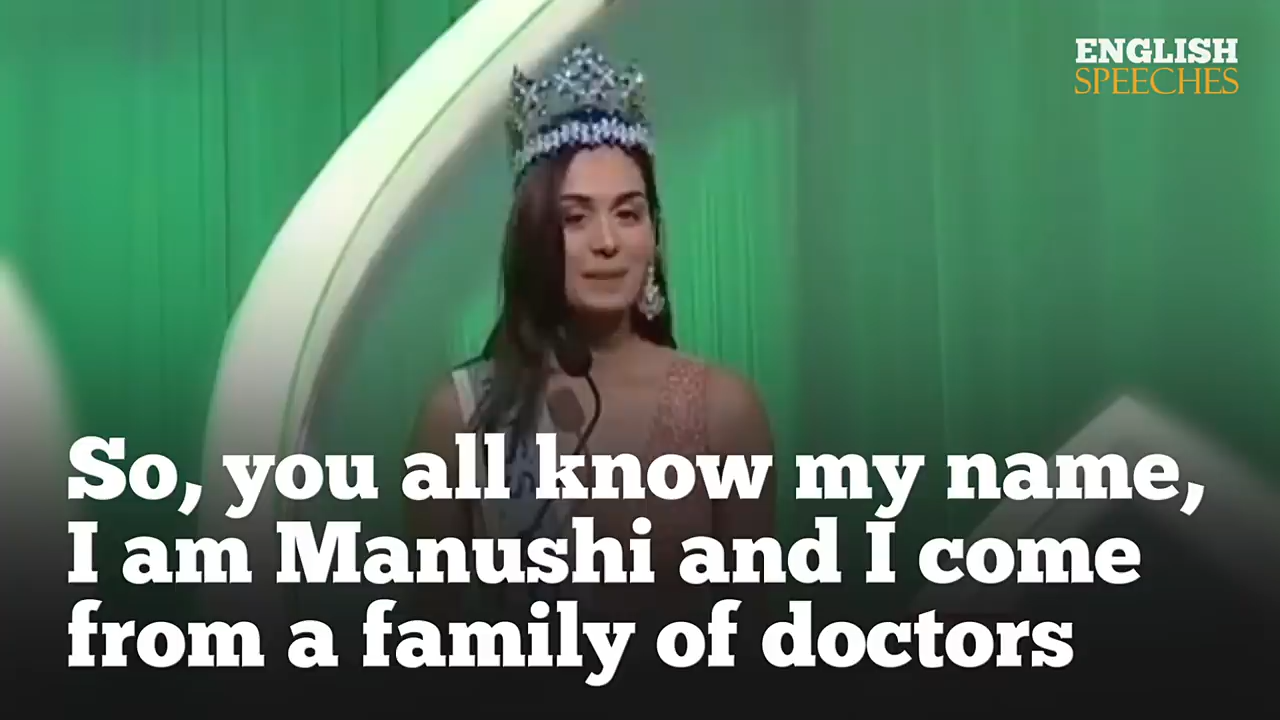 ENGLISH
SPEECHES
So, you all know my name,
I am Manushi and I come
from a family of doctors